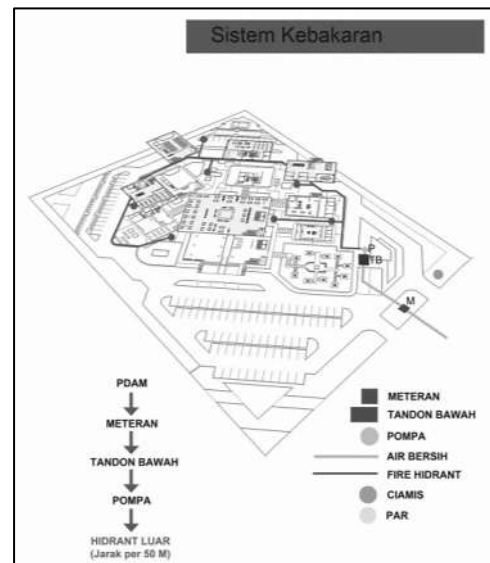 Sistem Kebakaran
P
TB
M
PDAM
METERAN
TANDON BAWAH
POMPA
HIDRANT LUAR
(Jarak per 50 M)
METERAN
TANDON BAWAH
POMPA
AIR BERSIH
FIRE HIDRANT
CIAMIS
PAR